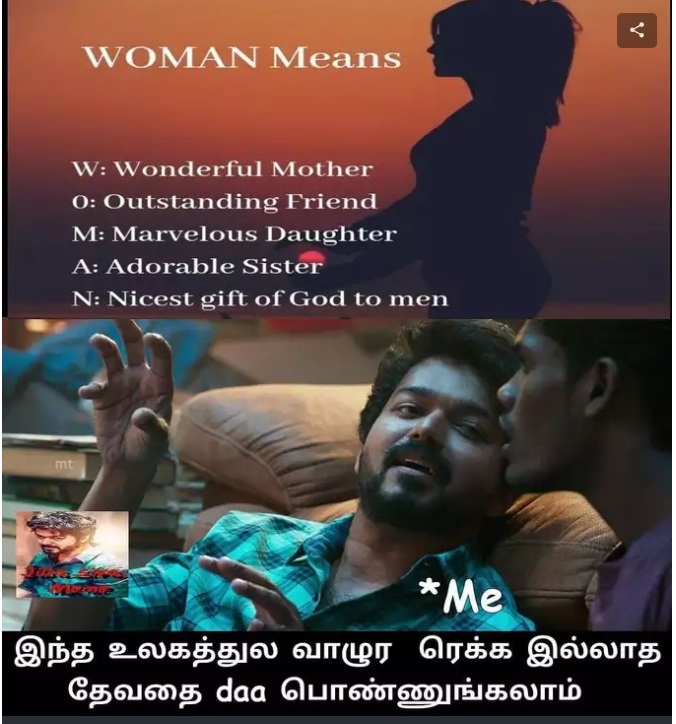 WOMAN Means
W: Wonderful Mother
O: Outstanding Friend
M: Marvelous Daughter
A: Adorable Sister
N: Nicest gift of God to men
mt
*Me
இந்த உலகத்துல வாழுர ரெக்க இல்லாத
தேவதை daa பொண்ணுங்கலாம்